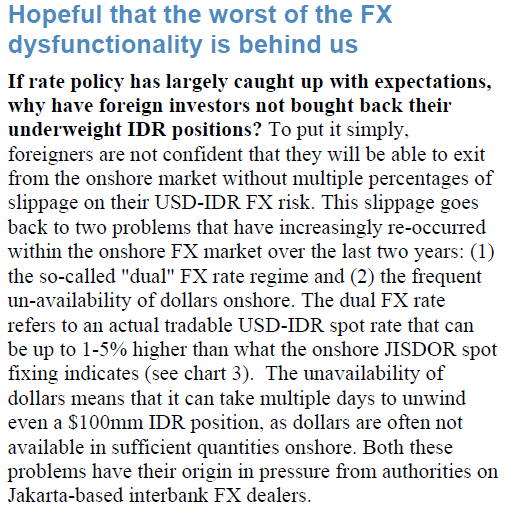 Hopeful that the worst of the FX
dysfunctionality is behind us
If rate policy has largely caught up with expectations,
why have foreign investors not bought back their
underweight IDR positions? To put it simply,
foreigners are not confident that they will be able to exit
from the onshore market without multiple percentages of
slippage on their USD-IDR FX risk. This slippage goes
back to two problems that have increasingly re-occurred
within the onshore FX market over the last two years: (1)
the so-called "dual" FX rate regime and (2) the frequent
un-availability of dollars onshore. The dual FX rate
refers to an actual tradable USD-IDR spot rate that can
be up to 1-5% higher than what the onshore JISDOR spot
fixing indicates (see chart 3).  The unavailability of
dollars means that it can take multiple days to unwind
even a $100mm IDR position, as dollars are often not
available in sufficient quantities onshore. Both these
problems have their origin in pressure from authorities on
Jakarta-based interbank FX dealers.